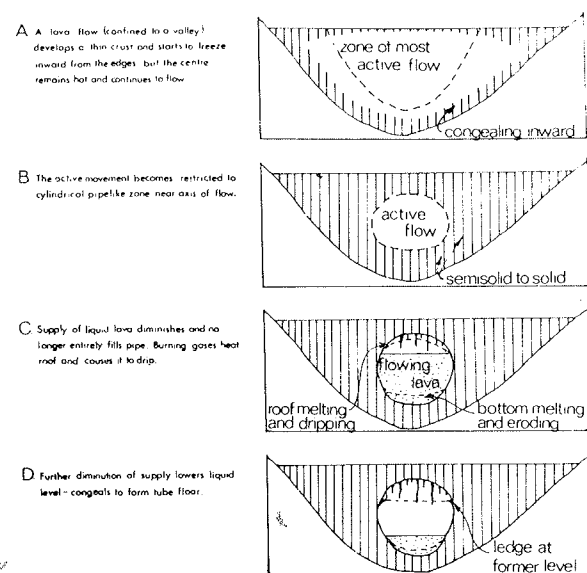 A A lava flow (confined to a valley)
develops a thin crust and starts to freeze
inward from the edges but the centre
remains hot and continues to flow
zone of most
active flow
congealing inward
B The active movement becomes restricted to
cylindrical pipelike zone near axis of flow.
active
flow
semisolid to solid
C Supply of liquid lava diminishes and no
longer entirely fills pipe. Burning gases heat
roof and causes it to drip.
flowing
lava
roof melting
and dripping
bottom melting
and eroding
D Further diminution of supply lowers liquid
level - congeals to form tube floor.
ledge at
former level